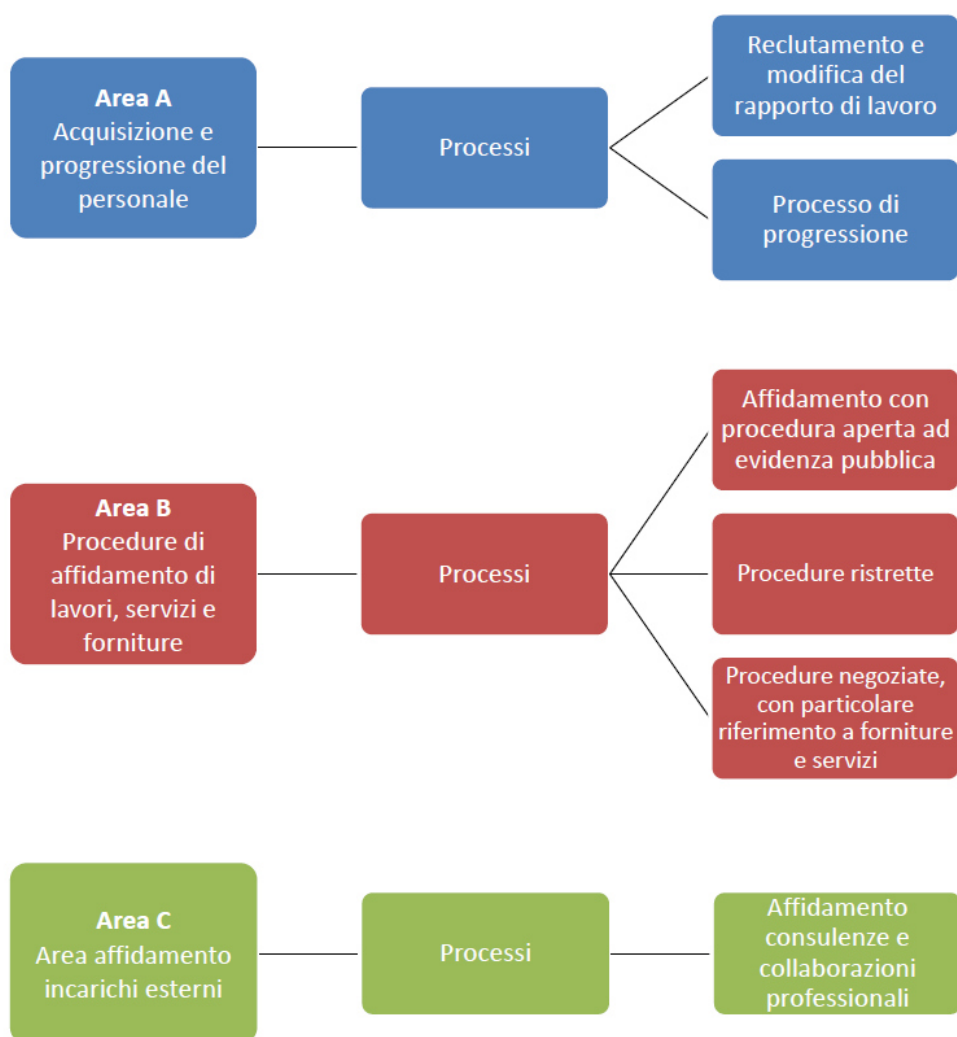 Area A
Acquisizione e
progressione del
personale
Processi
Reclutamento e
modifica del
rapporto di lavoro
Processo di
progressione
Area B
Procedure di
affidamento di
lavori, servizi e
forniture
Processi
Affidamento con
procedura aperta ad
evidenza pubblica
Procedure ristrette
Procedure negoziate,
con particolare
riferimento a forniture
e servizi
Area C
Area affidamento
incarichi esterni
Processi
Affidamento
consulenze e
collaborazioni
professionali